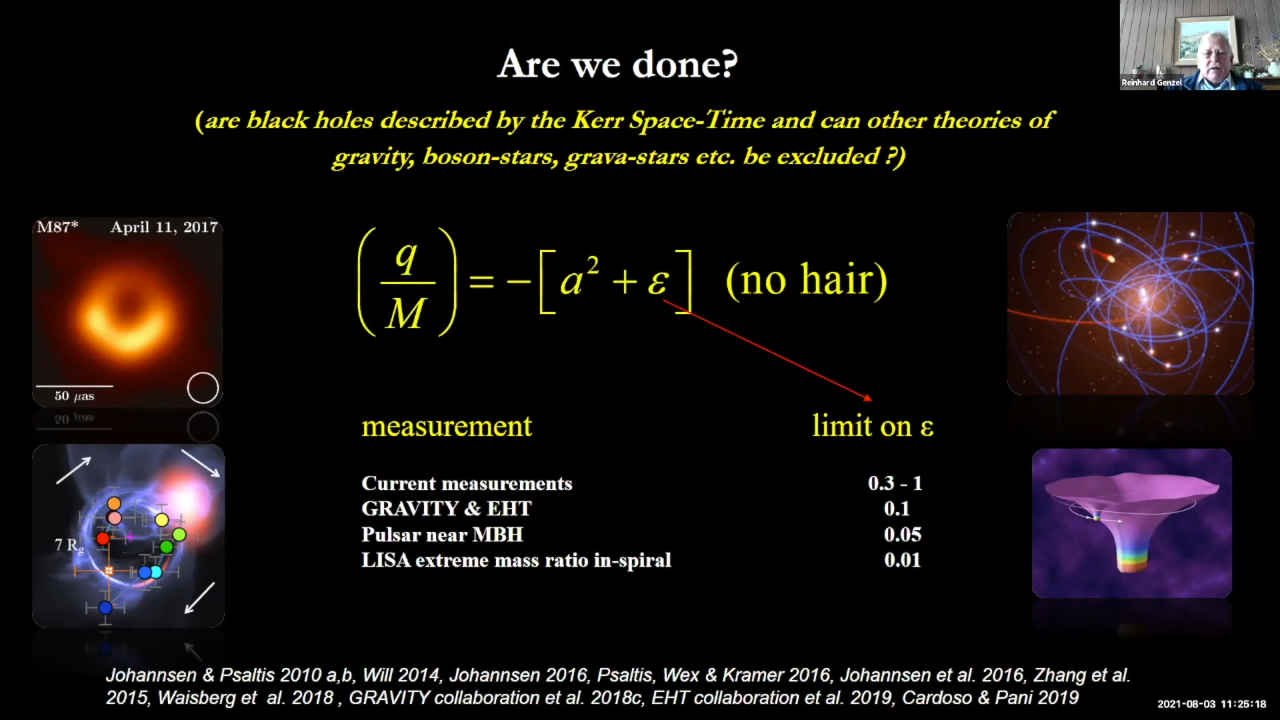 Are we done?
Reinhard Genzel
(are black holes described by the Kerr Space-Time and can other theories of
gravity, boson-stars, grava-stars etc. be excluded ?)
M87* April 11, 2017
(q/M) = −[a² + ε] (no hair)
50 µas
measurement limit on ε
Current measurements 0.3 - 1
GRAVITY & EHT 0.1
Pulsar near MBH 0.05
LISA extreme mass ratio in-spiral 0.01
7 Rg
Johannsen & Psaltis 2010 a,b, Will 2014, Johannsen 2016, Psaltis, Wex & Kramer 2016, Johannsen et al. 2016, Zhang et al.
2015, Waisberg et al. 2018 , GRAVITY collaboration et al. 2018c, EHT collaboration et al. 2019, Cardoso & Pani 2019
2021-08-03 11:25:18